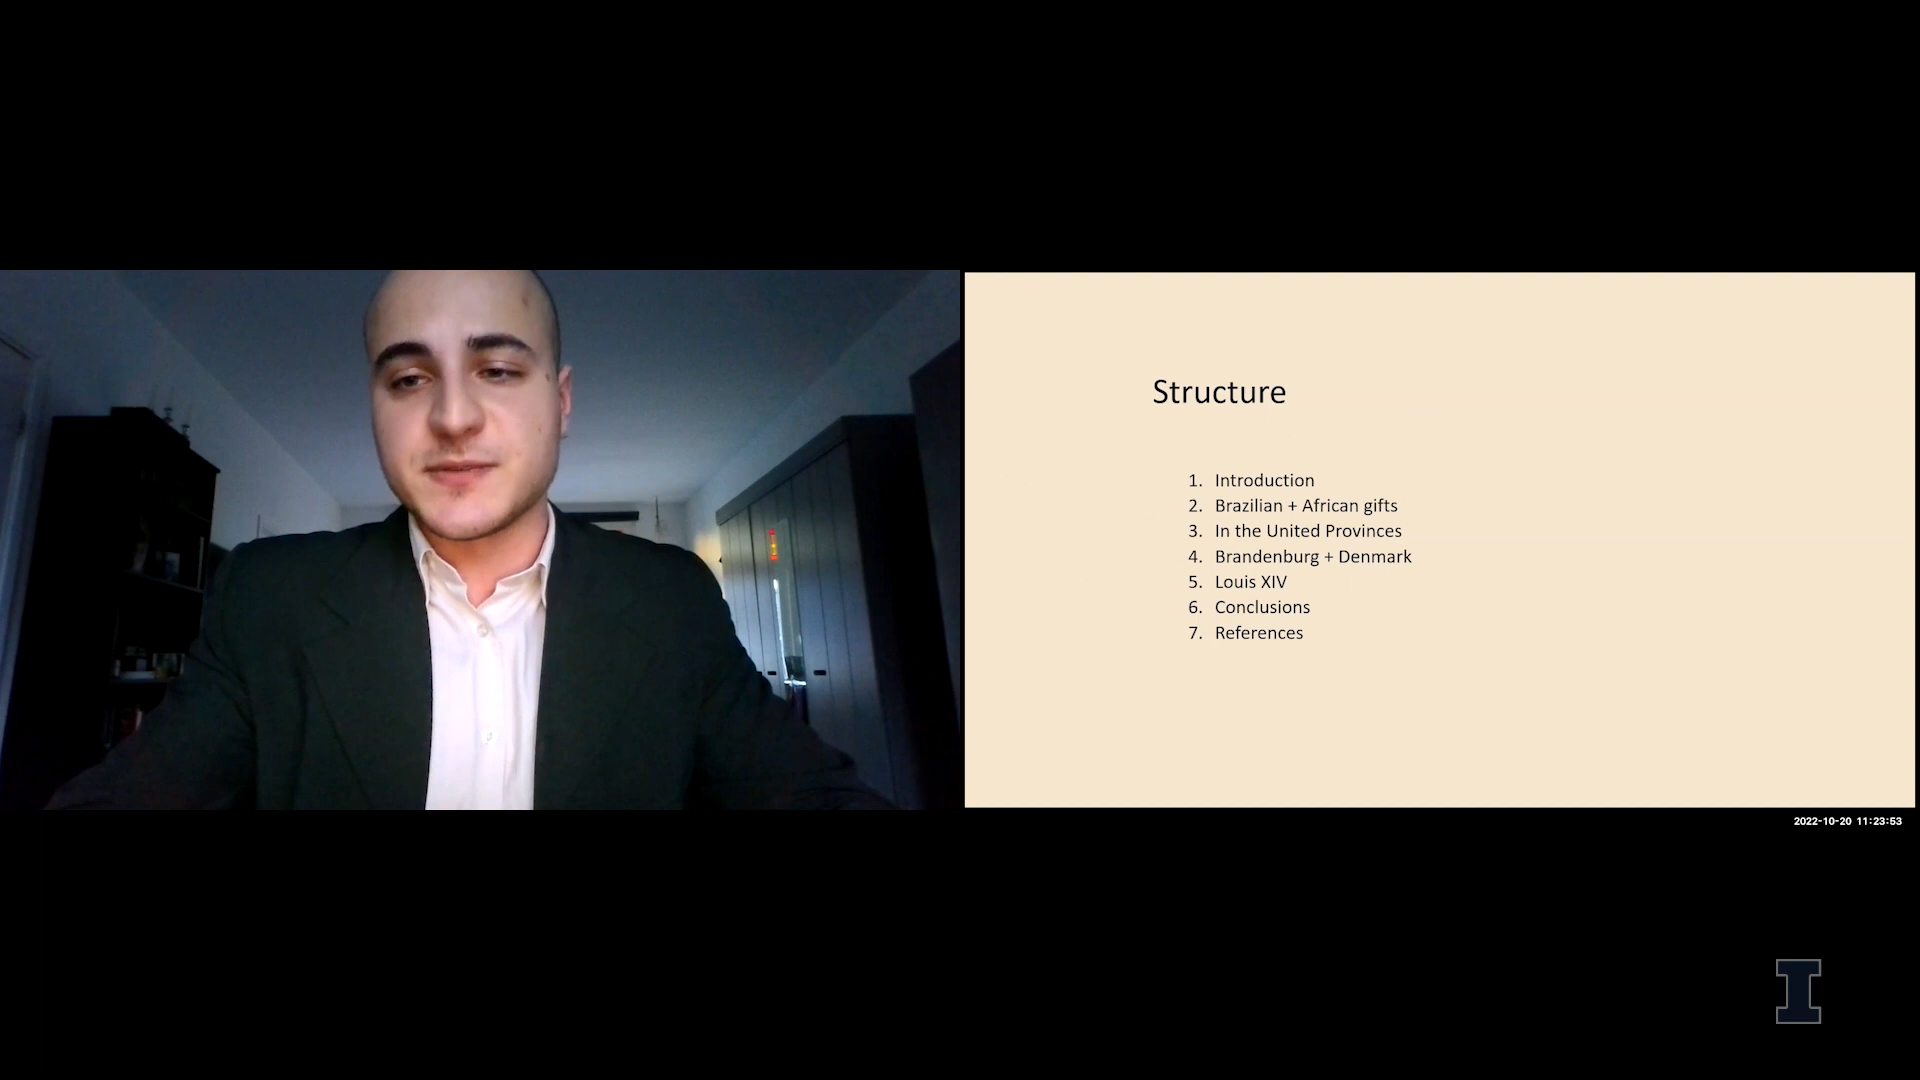 Structure
1. Introduction
2. Brazilian + African gifts
3. In the United Provinces
4. Brandenburg + Denmark
5. Louis XIV
6. Conclusions
7. References
2022-10-20 11:23:53
I